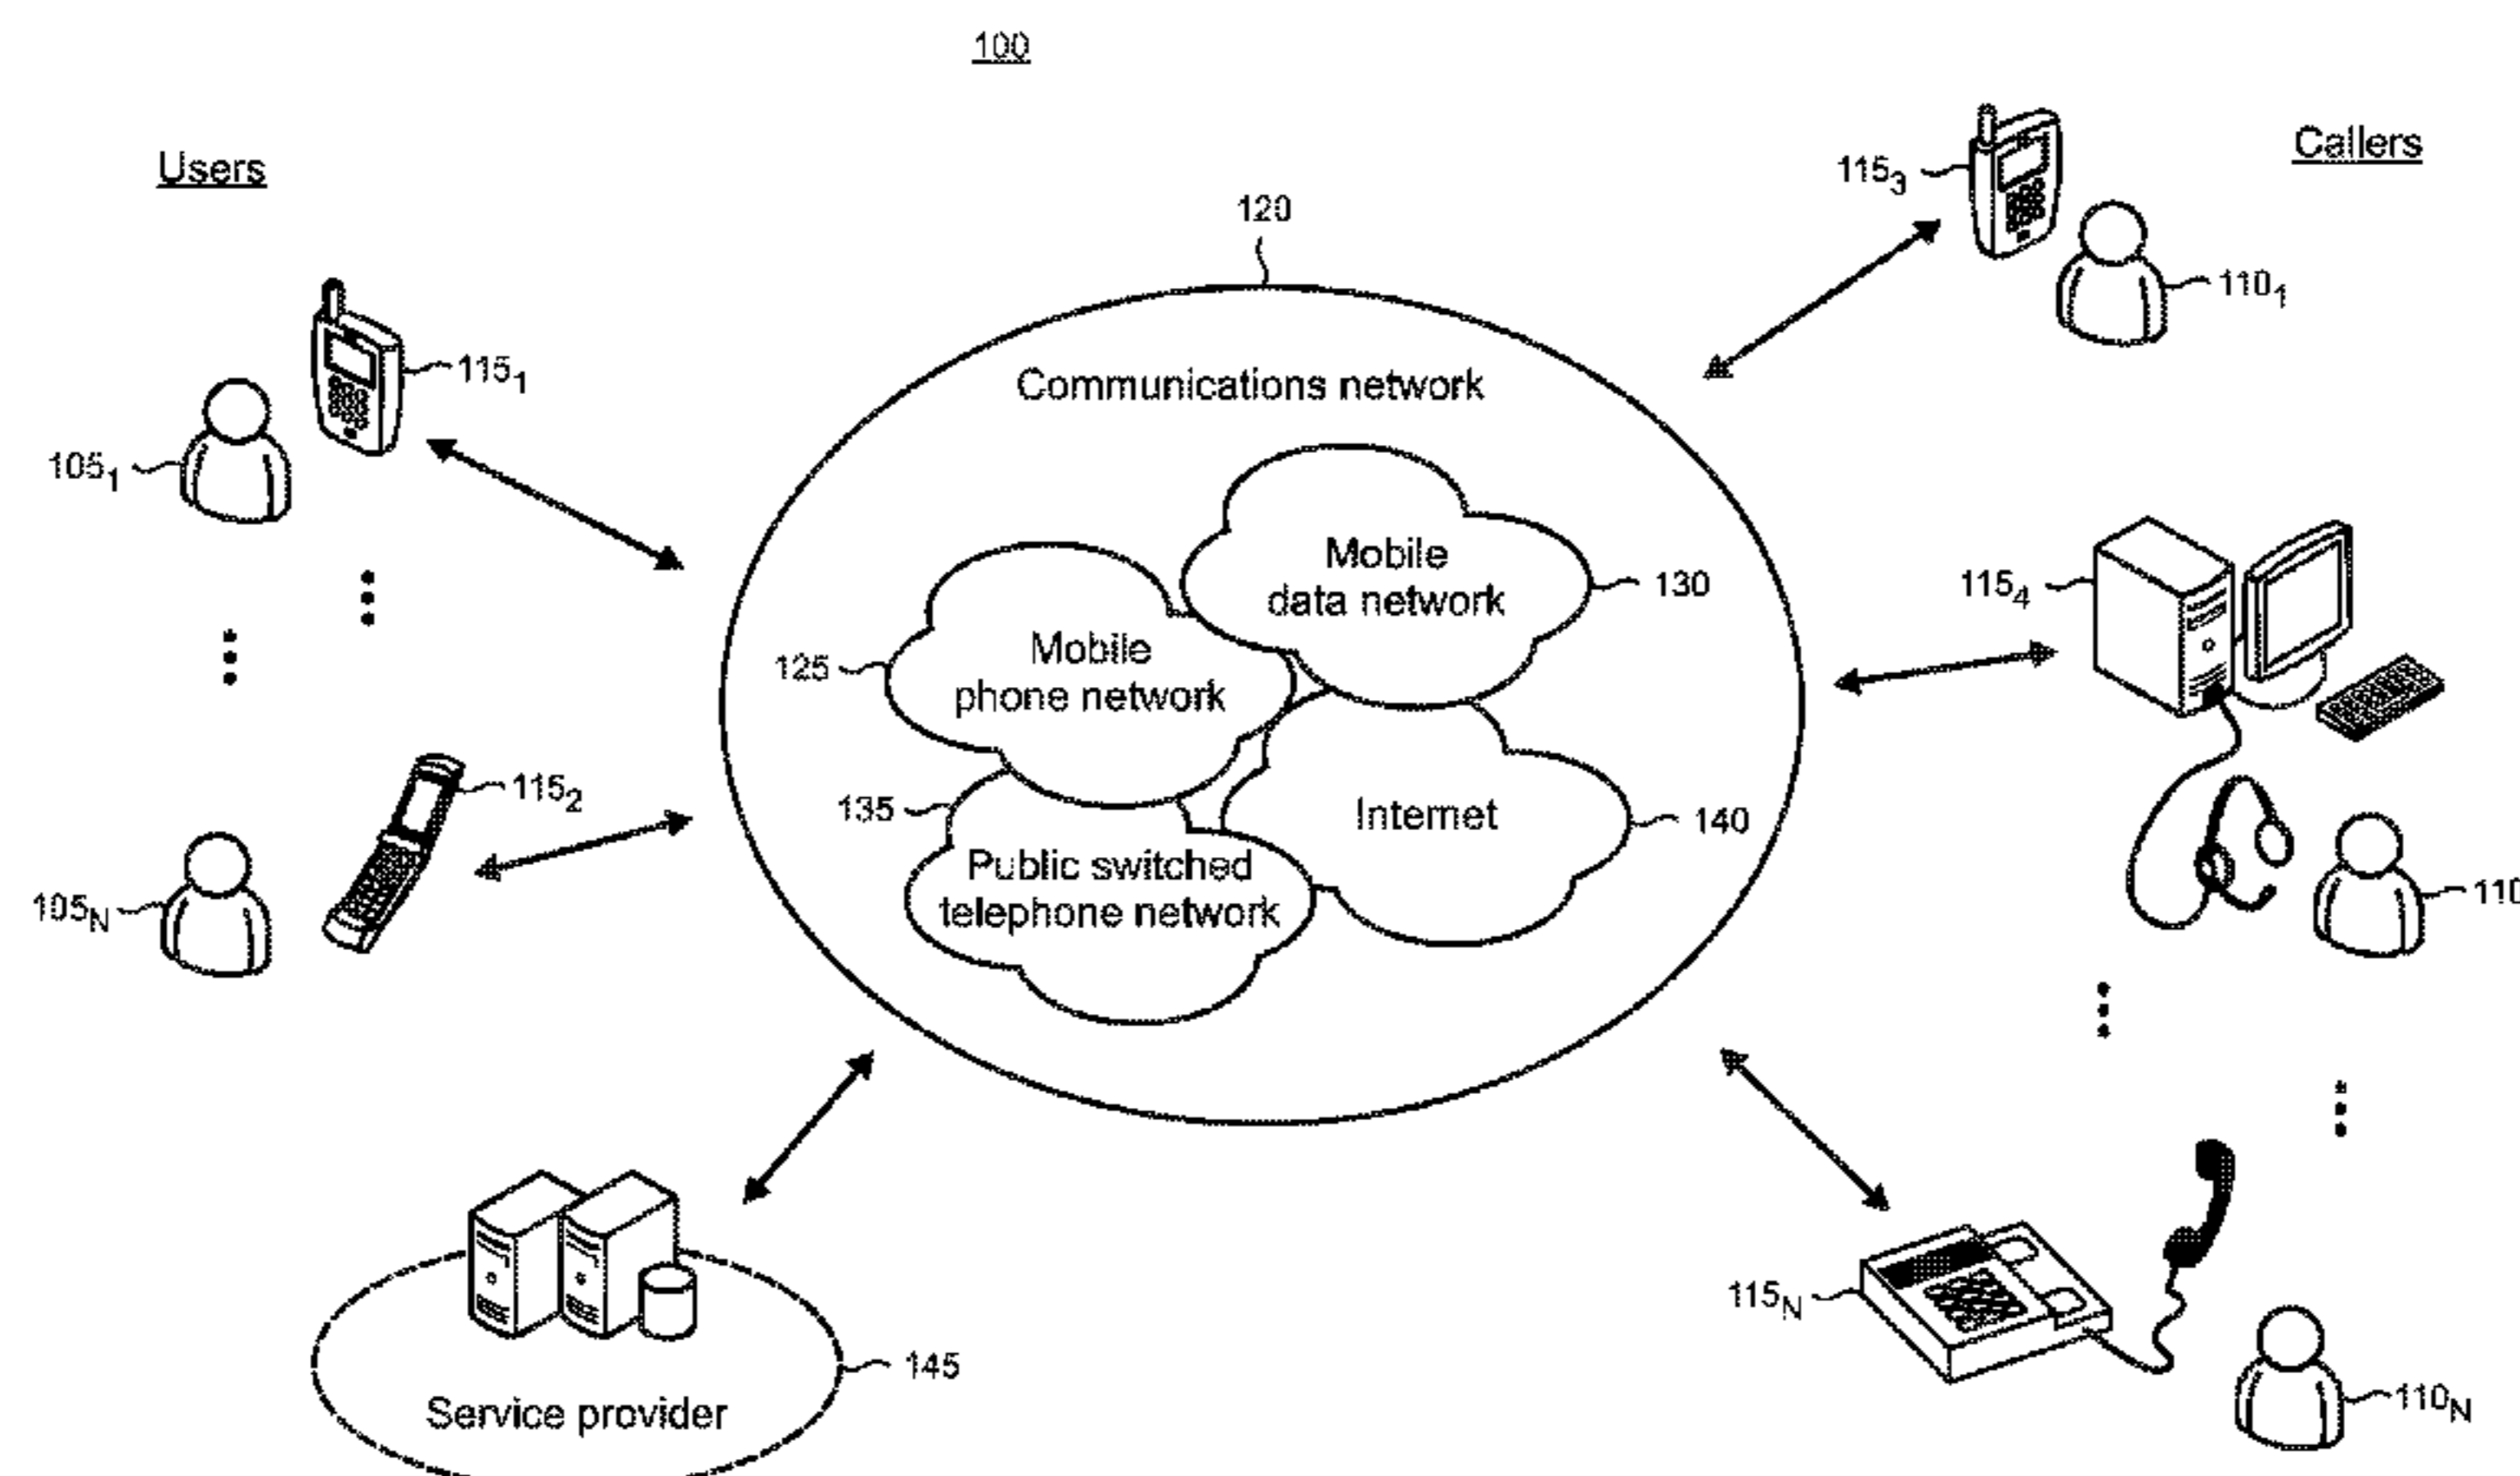 100
Users
Callers
115₃
120
110₁
115₁
Communications network
105₁
Mobile
data network
130
115₄
Mobile
phone network
125
115₂
135
Internet
140
Public switched
telephone network
105N
110
115N
145
Service provider
110N